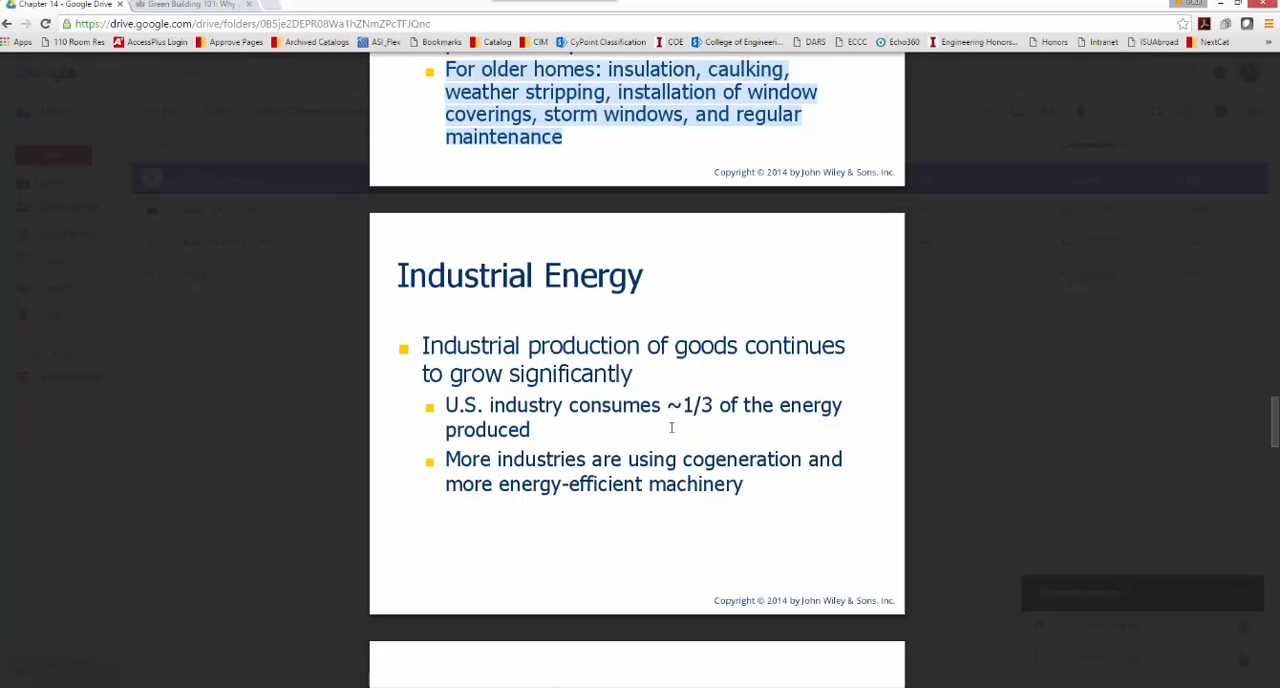 Chapter 14 - Google Drive
Green Building 101: Why
https://drive.google.com/drive/folders/0B5je2DEPR08Wa1hZNmZPcTFJQnc
Apps 110 Room Res AccessPlus Login Approve Pages Archived Catalogs ASI_Flex Bookmarks Catalog CIM CyPoint Classification COE College of Engineeri... DARS ECCC Echo360 Engineering Honors... Honors Intranet ISUAbroad NextCat
For older homes: insulation, caulking,
weather stripping, installation of window
coverings, storm windows, and regular
maintenance
Copyright © 2014 by John Wiley & Sons, Inc.
Industrial Energy
Industrial production of goods continues
to grow significantly
U.S. industry consumes ~1/3 of the energy
produced
More industries are using cogeneration and
more energy-efficient machinery
Copyright © 2014 by John Wiley & Sons, Inc.